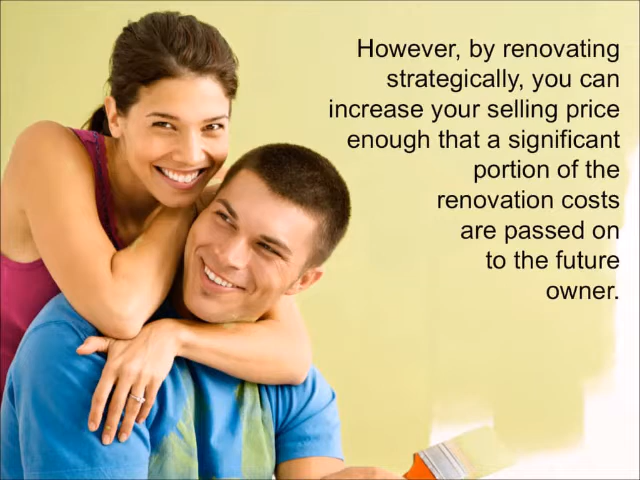 However, by renovating
strategically, you can
increase your selling price
enough that a significant
portion of the
renovation costs
are passed on
to the future
owner.